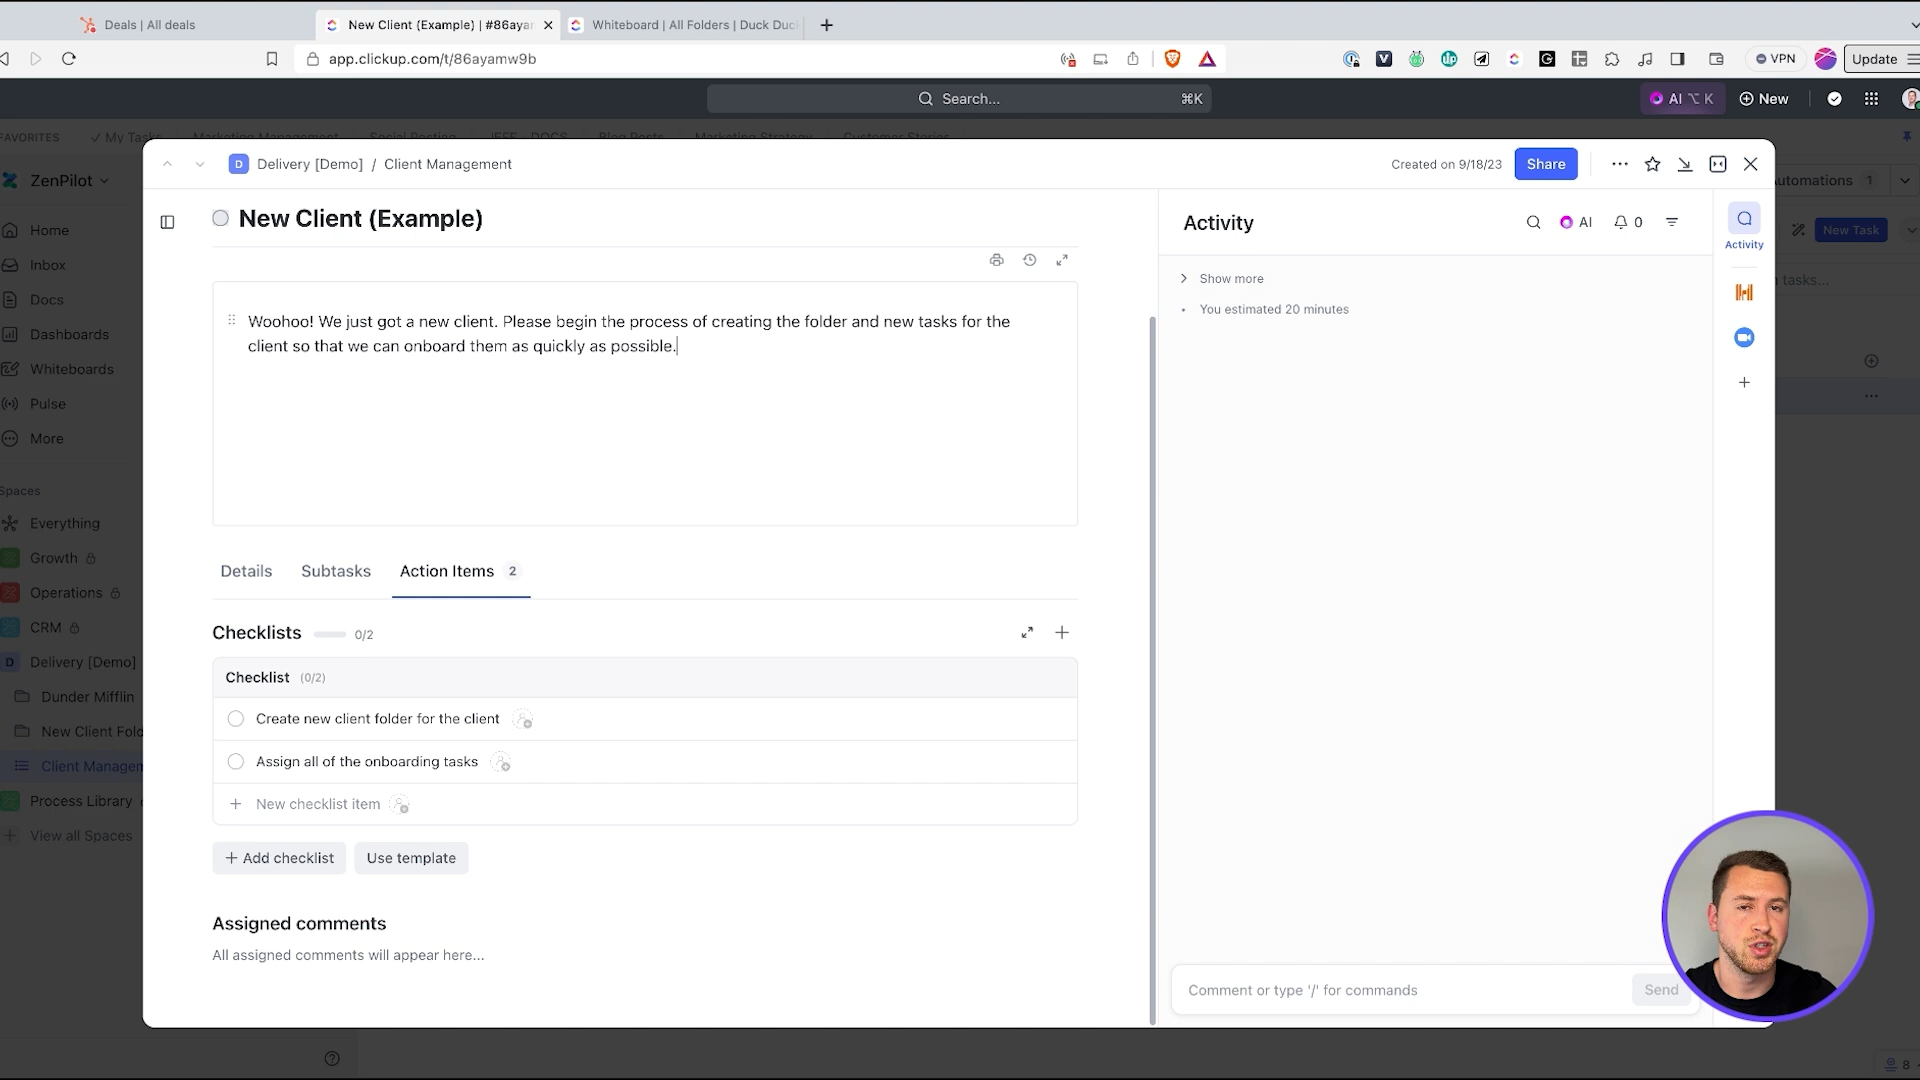 Deals | All deals
New Client (Example) | #86ayar
Whiteboard | All Folders | Duck Duc
app.clickup.com/t/86ayamw9b
VPN
Update
Search...
⌘K
AI ⌥ K
New
FAVORITES
My Tasks
Marketing Management
Social Posting
JEFF - DOCS
Blog Posts
Marketing Strategy
Customer Stories
ZenPilot
Home
Inbox
Docs
Dashboards
Whiteboards
Pulse
More
Spaces
Everything
Growth
Operations
CRM
D Delivery [Demo]
Dunder Mifflin
New Client Fold
Client Managem
Process Library
View all Spaces
D Delivery [Demo] / Client Management
Created on 9/18/23
Share
utomations 1
New Task
tasks...
New Client (Example)
Woohoo! We just got a new client. Please begin the process of creating the folder and new tasks for the
client so that we can onboard them as quickly as possible.
Details
Subtasks
Action Items 2
Checklists 0/2
Checklist (0/2)
Create new client folder for the client
Assign all of the onboarding tasks
New checklist item
Add checklist
Use template
Assigned comments
All assigned comments will appear here...
Activity
AI
0
Show more
You estimated 20 minutes
Activity
Comment or type '/' for commands
Send
8